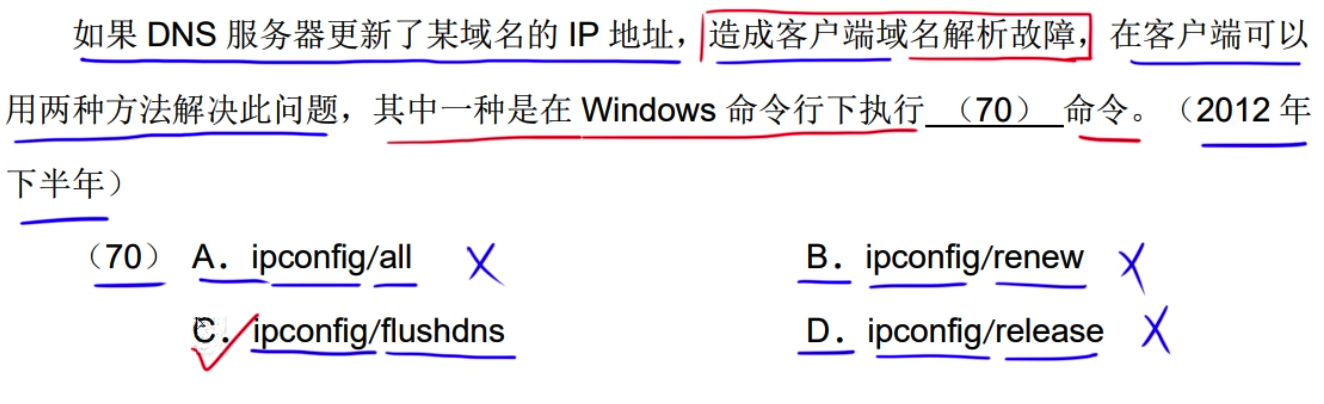 如果 DNS 服务器更新了某域名的 IP 地址，造成客户端域名解析故障，在客户端可以
用两种方法解决此问题，其中一种是在 Windows 命令行下执行 （70） 命令。（2012 年
下半年）
（70） A．ipconfig/all B．ipconfig/renew
C．ipconfig/flushdns D．ipconfig/release